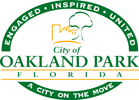 ENGAGED • INSPIRED • UNITED
City of
OAKLAND PARK
FLORIDA
A CITY ON THE MOVE